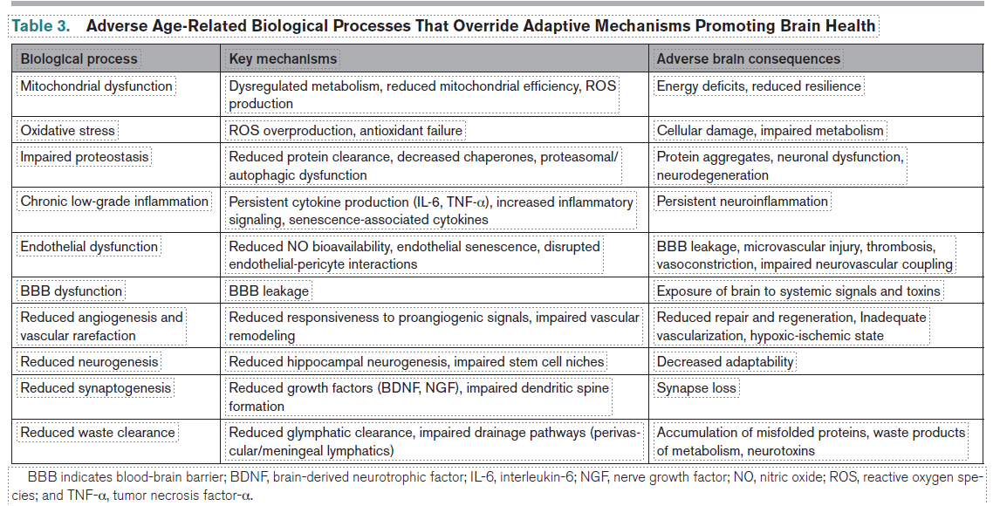 Table 3. Adverse Age-Related Biological Processes That Override Adaptive Mechanisms Promoting Brain Health
Biological process Key mechanisms Adverse brain consequences
Mitochondrial dysfunction Dysregulated metabolism, reduced mitochondrial efficiency, ROS
production
Energy deficits, reduced resilience
Oxidative stress ROS overproduction, antioxidant failure Cellular damage, impaired metabolism
Impaired proteostasis Reduced protein clearance, decreased chaperones, proteasomal/
autophagic dysfunction
Protein aggregates, neuronal dysfunction,
neurodegeneration
Chronic low-grade inflammation Persistent cytokine production (IL-6, TNF-α), increased inflammatory
signaling, senescence-associated cytokines
Persistent neuroinflammation
Endothelial dysfunction Reduced NO bioavailability, endothelial senescence, disrupted
endothelial-pericyte interactions
BBB leakage, microvascular injury, thrombosis,
vasoconstriction, impaired neurovascular coupling
BBB dysfunction BBB leakage Exposure of brain to systemic signals and toxins
Reduced angiogenesis and
vascular rarefaction
Reduced responsiveness to proangiogenic signals, impaired vascular
remodeling
Reduced repair and regeneration, Inadequate
vascularization, hypoxic-ischemic state
Reduced neurogenesis Reduced hippocampal neurogenesis, impaired stem cell niches Decreased adaptability
Reduced synaptogenesis Reduced growth factors (BDNF, NGF), impaired dendritic spine
formation
Synapse loss
Reduced waste clearance Reduced glymphatic clearance, impaired drainage pathways (perivas-
cular/meningeal lymphatics)
Accumulation of misfolded proteins, waste products
of metabolism, neurotoxins
BBB indicates blood-brain barrier; BDNF, brain-derived neurotrophic factor; IL-6, interleukin-6; NGF, nerve growth factor; NO, nitric oxide; ROS, reactive oxygen spe-
cies; and TNF-α, tumor necrosis factor-α.